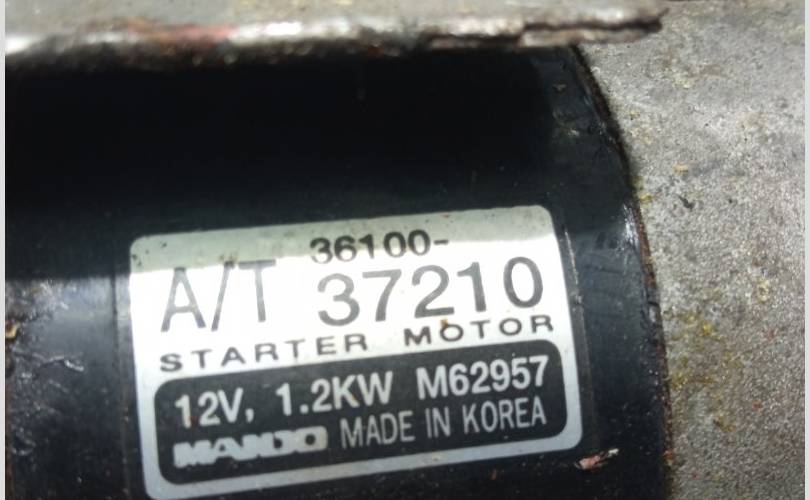 36100-
A/T 37210
STARTER MOTOR
12V, 1.2KW M62957
MANDO MADE IN KOREA